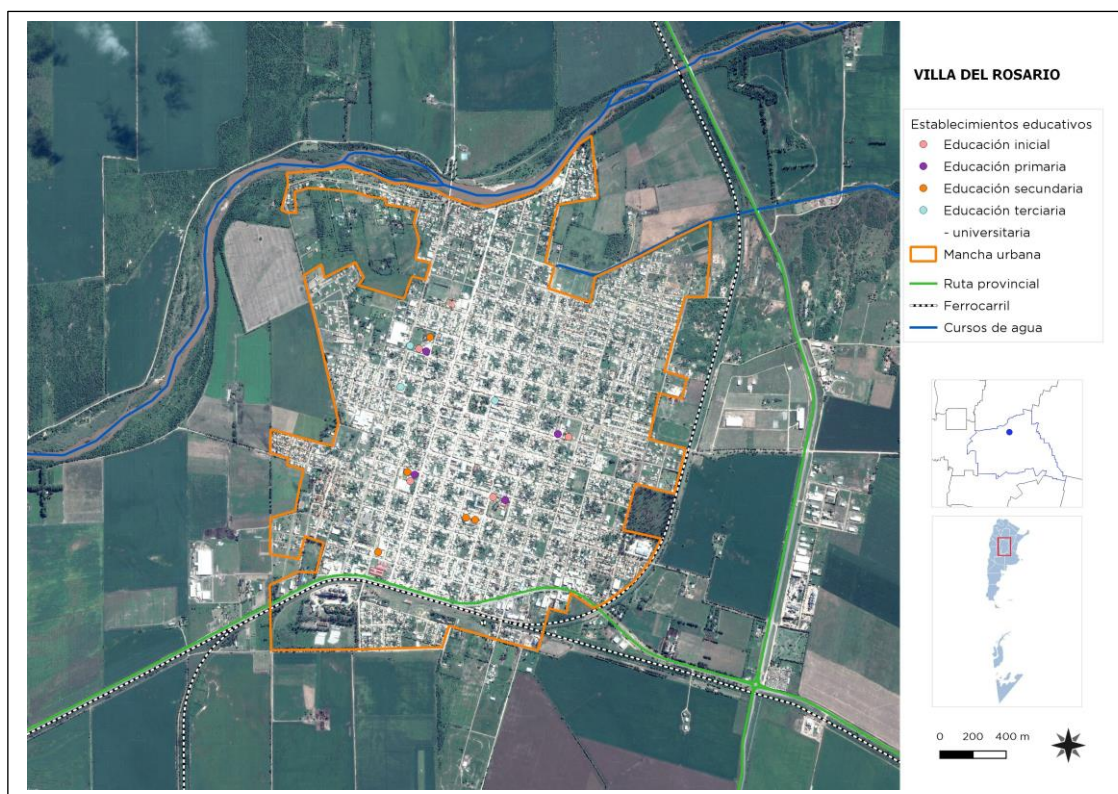 VILLA DEL ROSARIO
Establecimientos educativos
Educación inicial
Educación primaria
Educación secundaria
Educación terciaria
- universitaria
Mancha urbana
Ruta provincial
Ferrocarril
Cursos de agua
0 200 400 m